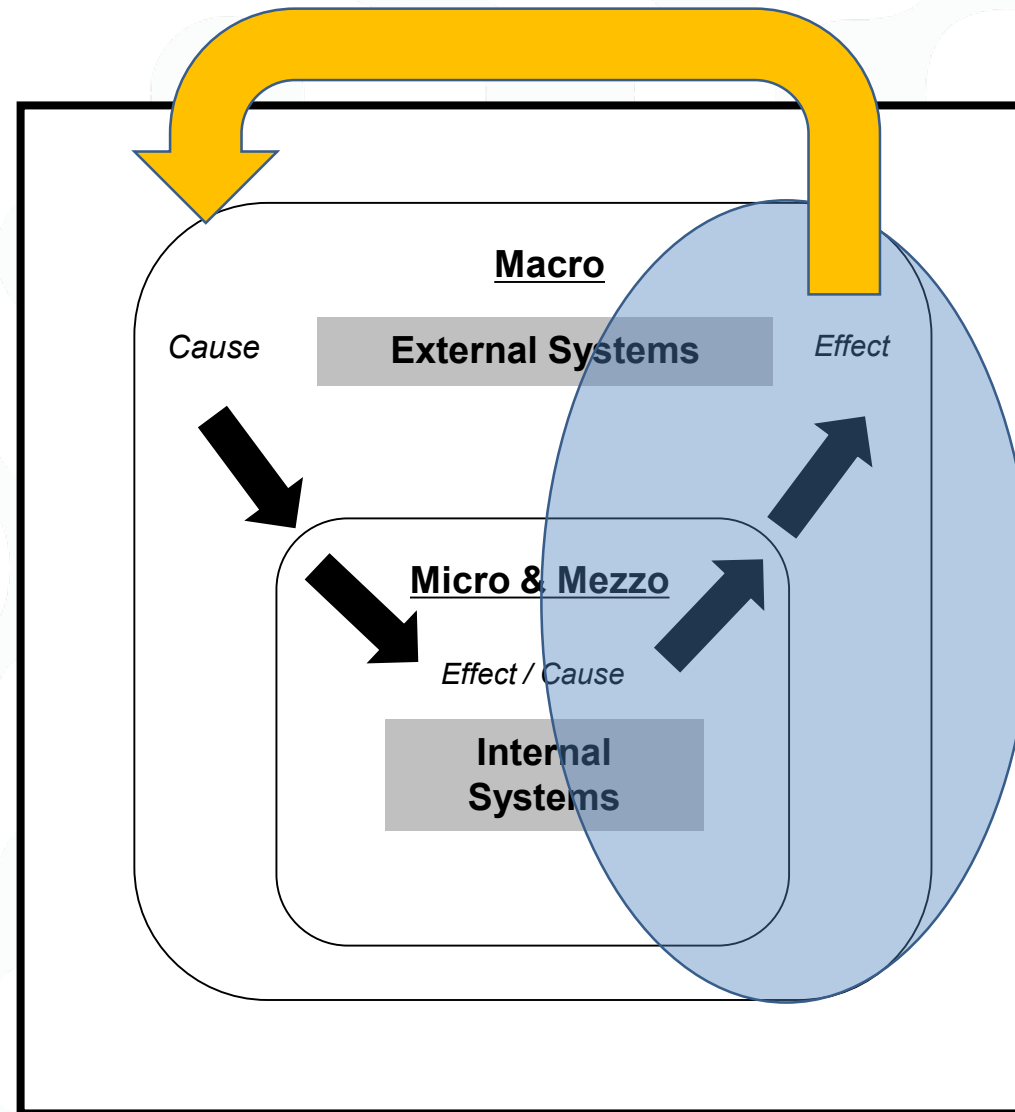 Macro
Cause
External Systems
Effect
Micro & Mezzo
Effect / Cause
Internal
Systems